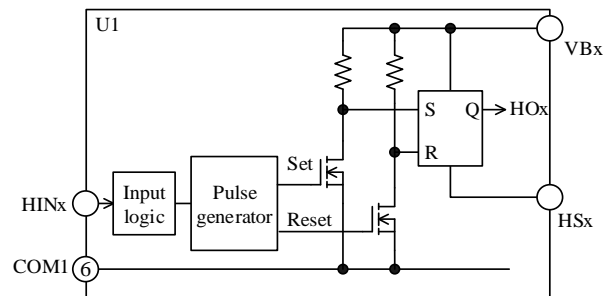 U1
VBx
S Q HOx
R
Set
HINx
Input
logic
Pulse
generator
Reset
HSx
COM1 6